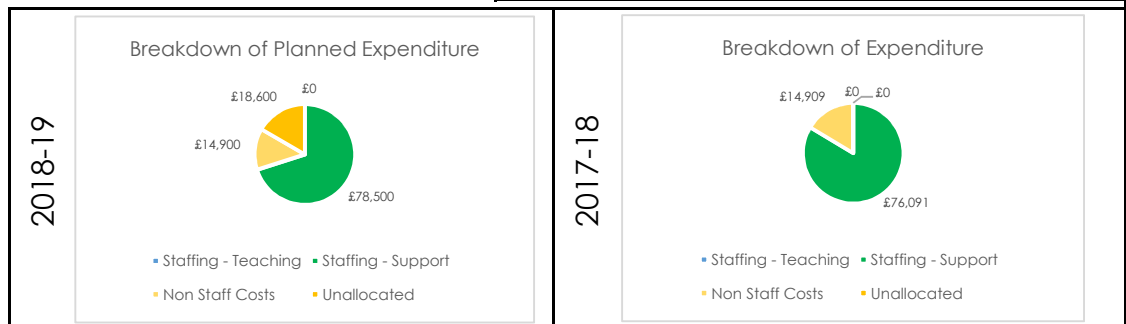 2018-19
Breakdown of Planned Expenditure
£0
£18,600
£14,900
£78,500
Staffing - Teaching Staffing - Support
Non Staff Costs Unallocated
2017-18
Breakdown of Expenditure
£0 £0
£14,909
£76,091
Staffing - Teaching Staffing - Support
Non Staff Costs Unallocated